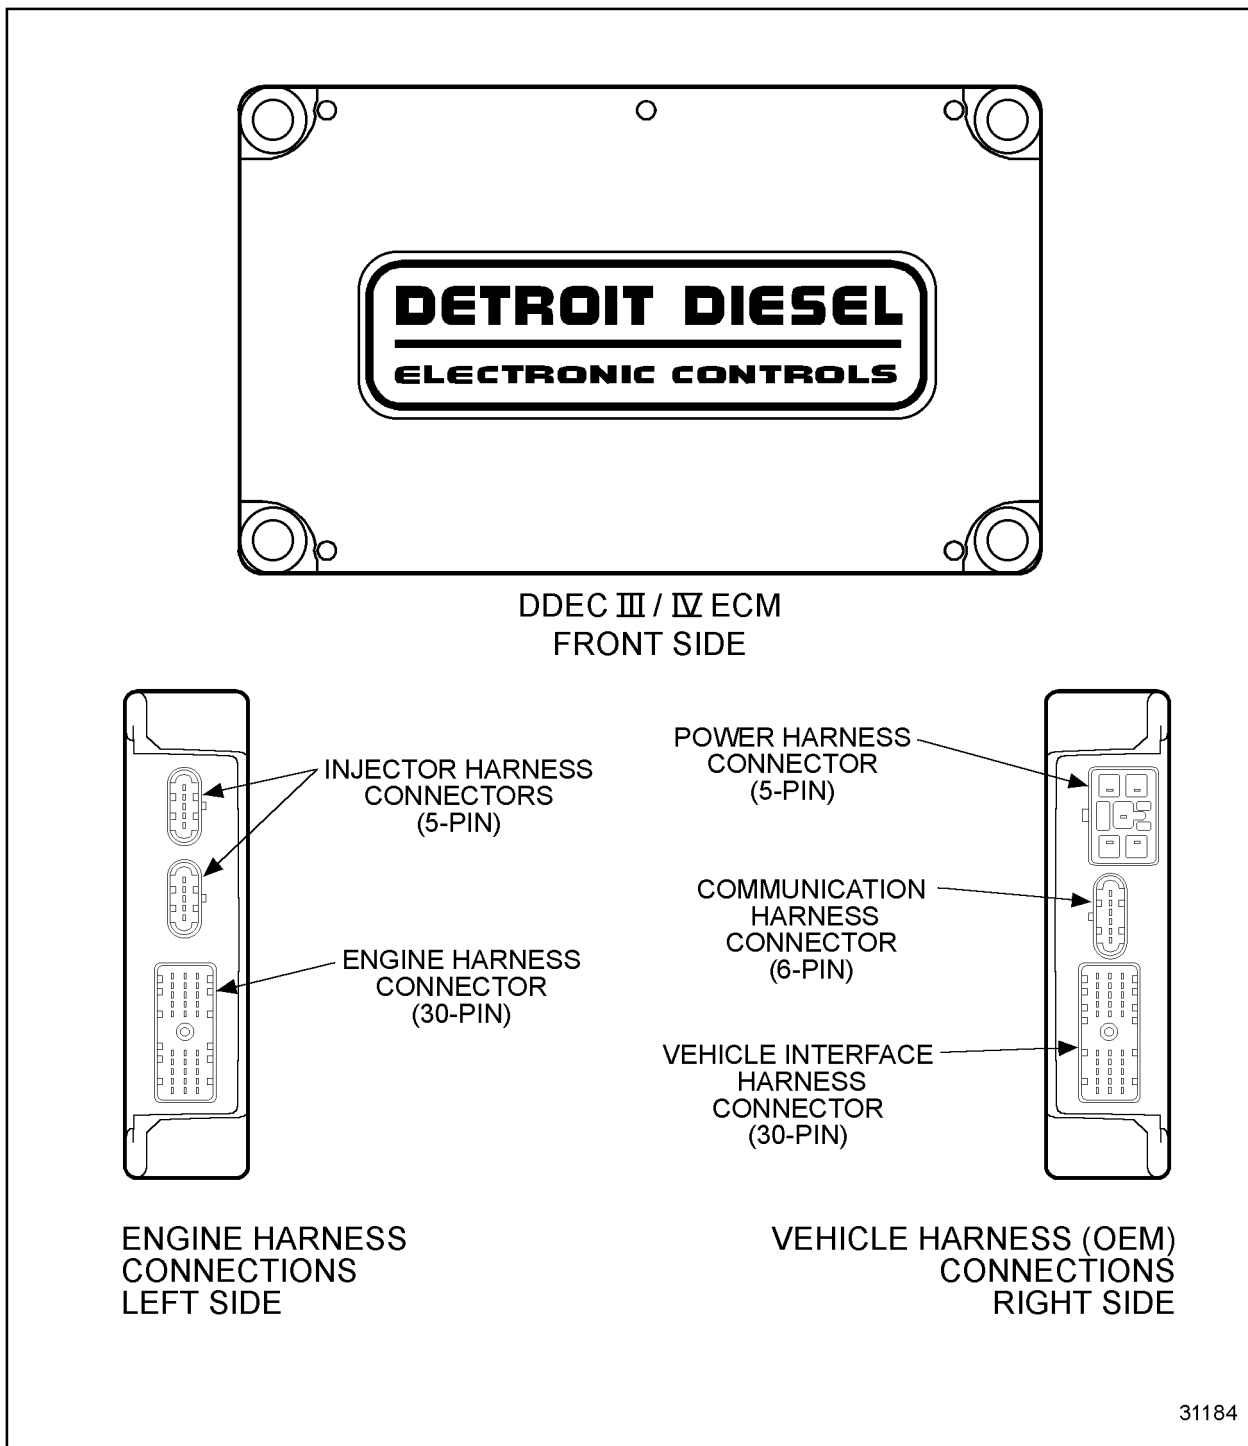 DETROIT DIESEL
ELECTRONIC CONTROLS
DDEC III / IV ECM
FRONT SIDE
INJECTOR HARNESS
CONNECTORS
(5-PIN)
ENGINE HARNESS
CONNECTOR
(30-PIN)
POWER HARNESS
CONNECTOR
(5-PIN)
COMMUNICATION
HARNESS
CONNECTOR
(6-PIN)
VEHICLE INTERFACE
HARNESS
CONNECTOR
(30-PIN)
ENGINE HARNESS
CONNECTIONS
LEFT SIDE
VEHICLE HARNESS (OEM)
CONNECTIONS
RIGHT SIDE
31184